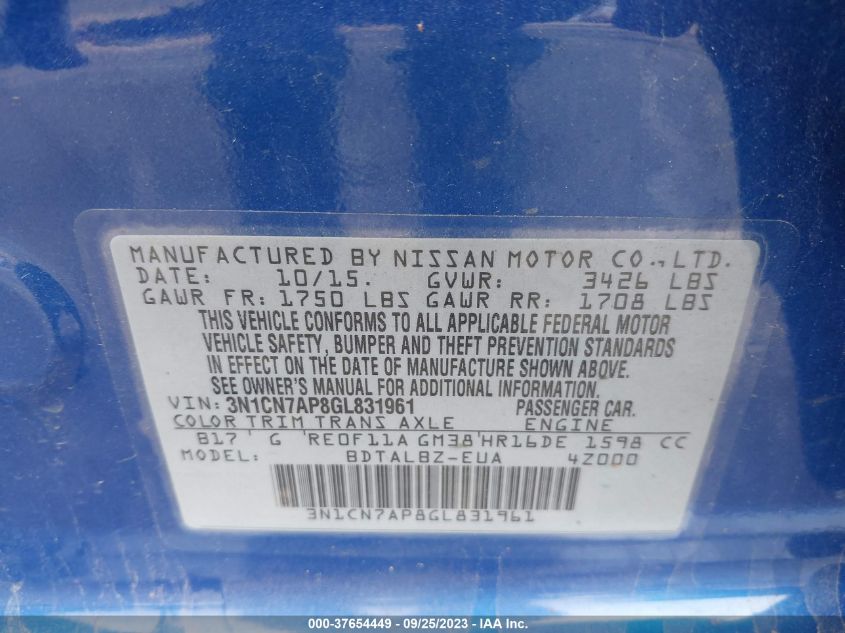 MANUFACTURED BY NISSAN MOTOR CO., LTD.
DATE: 10/15. GVWR: 3426 LBS
GAWR FR: 1750 LBS GAWR RR: 1708 LBS
THIS VEHICLE CONFORMS TO ALL APPLICABLE FEDERAL MOTOR
VEHICLE SAFETY, BUMPER AND THEFT PREVENTION STANDARDS
IN EFFECT ON THE DATE OF MANUFACTURE SHOWN ABOVE.
SEE OWNER'S MANUAL FOR ADDITIONAL INFORMATION.
VIN: 3N1CN7AP8GL831961 PASSENGER CAR.
COLOR TRIM TRANS AXLE ENGINE
B17 G RE0F11A GM38 HR16DE 1598 CC
MODEL: BDTALBZ-EUA 4Z000
3N1CN7AP8GL831961
000-37654449 - 09/25/2023 - IAA Inc.